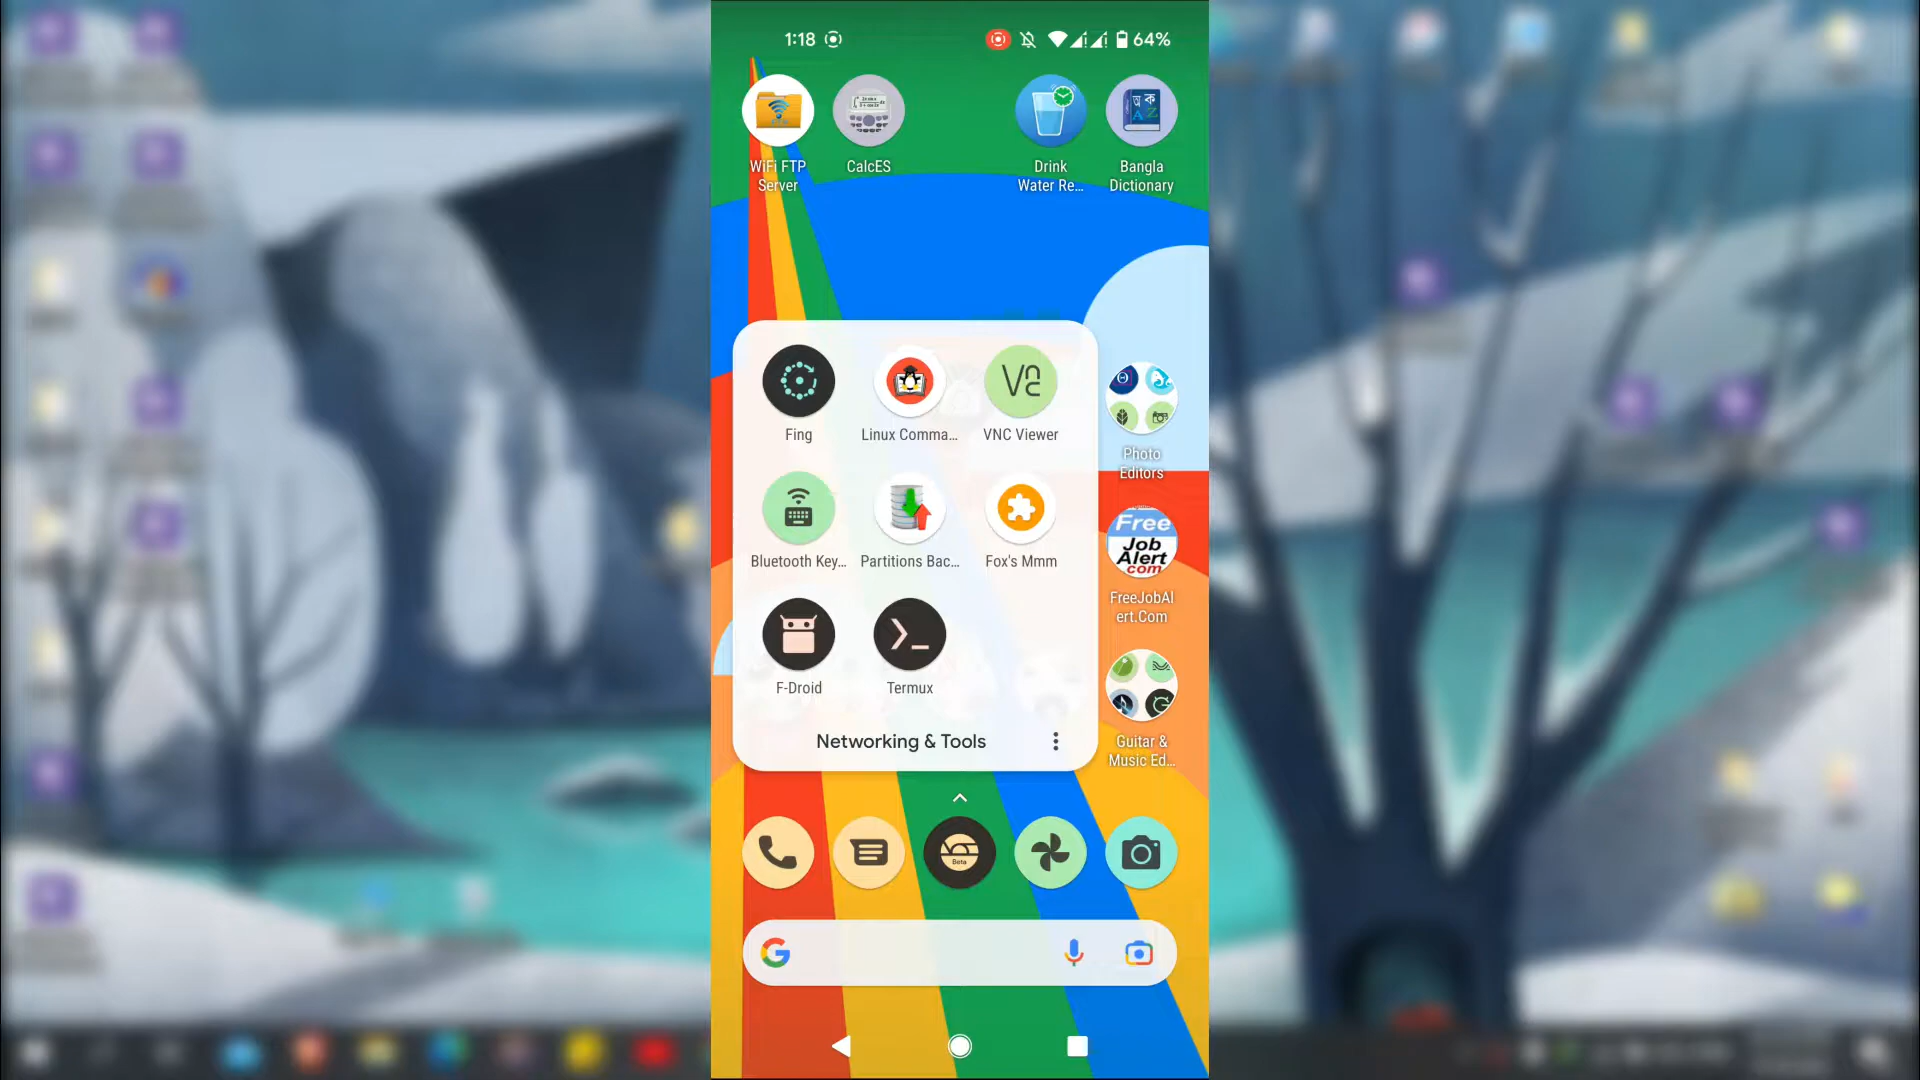 1:18
64%
WiFi FTP
Server
CalcES
Drink
Water Re...
Bangla
Dictionary
Fing
Linux Comma...
VNC Viewer
Bluetooth Key...
Partitions Bac...
Fox's Mmm
F-Droid
Termux
Networking & Tools
Photo
Editors
Free
Job
Alert
com
FreeJobAl
ert.Com
Guitar &
Music Ed...
Beta